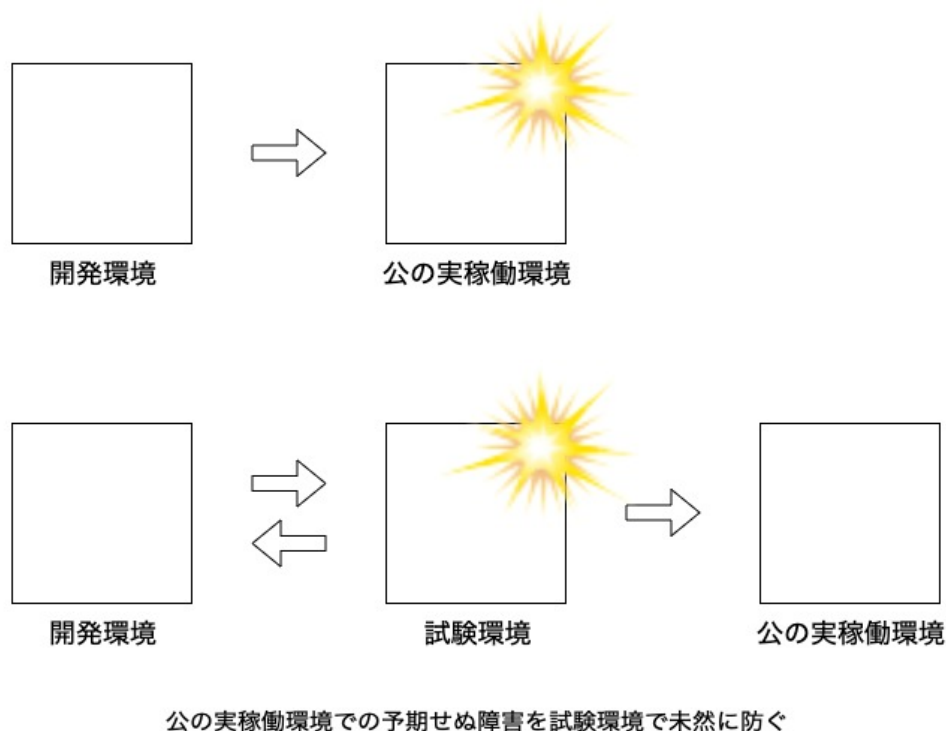 開発環境
公の実稼働環境
開発環境
試験環境
公の実稼働環境
公の実稼働環境での予期せぬ障害を試験環境で未然に防ぐ